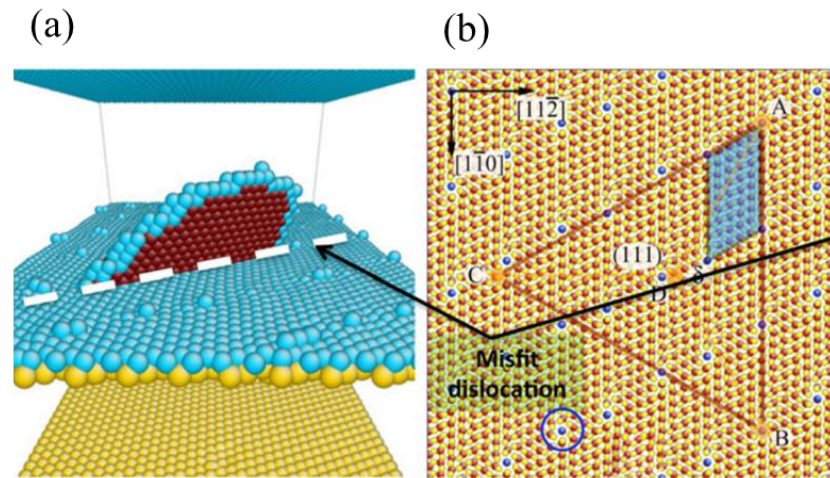 (a)
(b)
[112̄]
A
[11̄0]
(111)
C
S
D
Misfit
dislocation
B